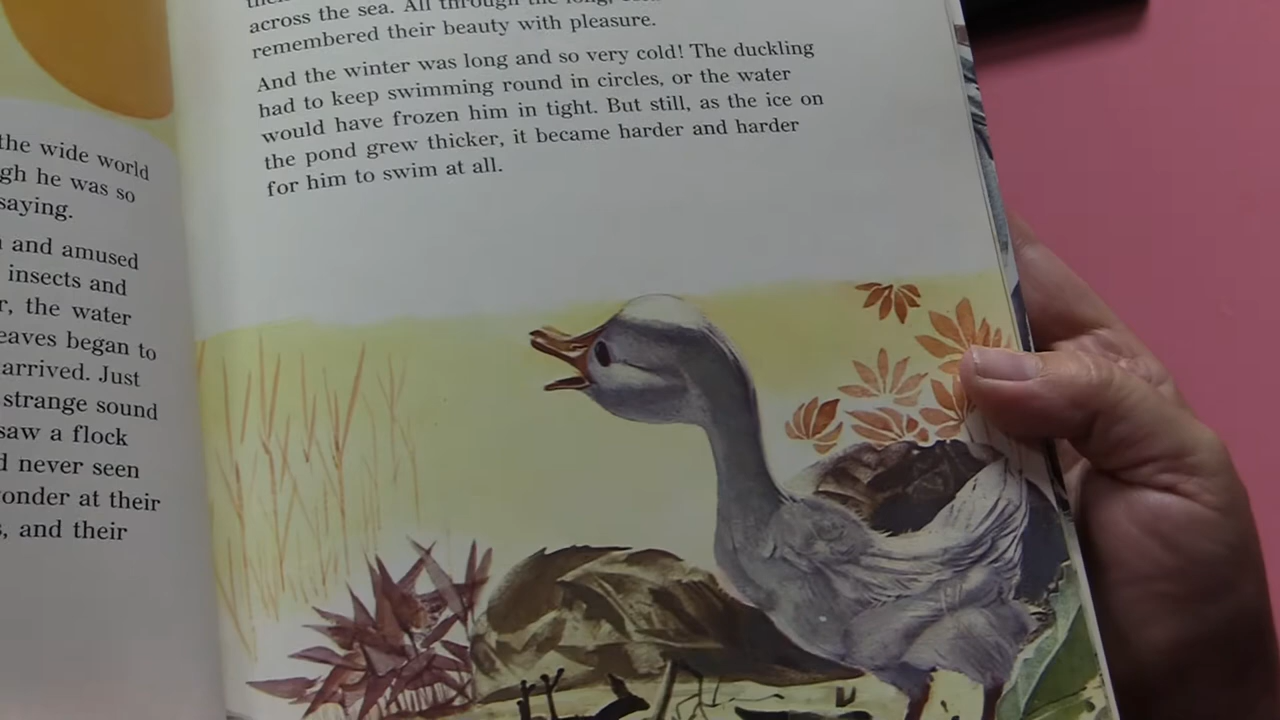 the wide world
gh he was so
saying.
and amused
insects and
r, the water
eaves began to
arrived. Just
strange sound
saw a flock
d never seen
onder at their
s, and their
across the sea. All through the long,
remembered their beauty with pleasure.
And the winter was long and so very cold! The duckling
had to keep swimming round in circles, or the water
would have frozen him in tight. But still, as the ice on
the pond grew thicker, it became harder and harder
for him to swim at all.